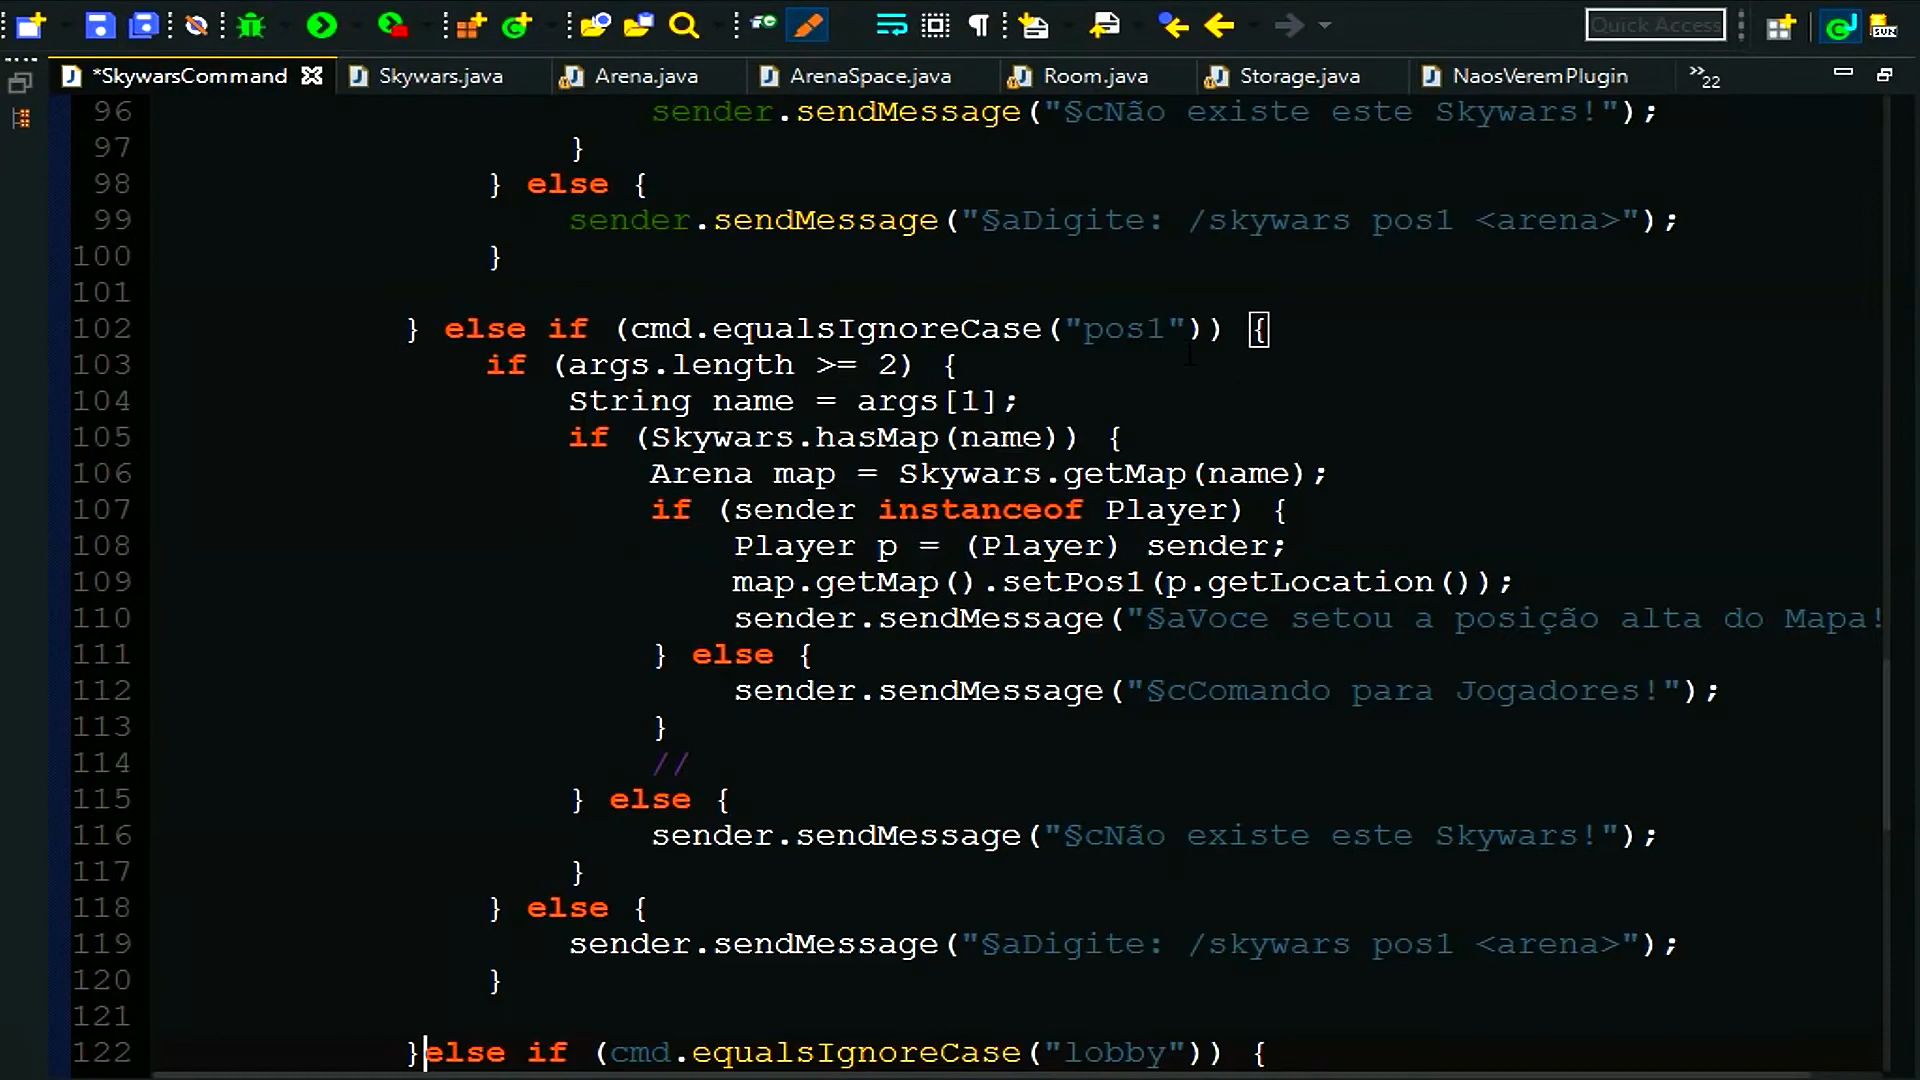 Quick Access
*SkywarsCommand Skywars.java Arena.java ArenaSpace.java Room.java Storage.java NaosVeremPlugin »22
96 sender.sendMessage("§cNão existe este Skywars!");
97 }
98 } else {
99 sender.sendMessage("§aDigite: /skywars pos1 <arena>");
100 }
101
102 } else if (cmd.equalsIgnoreCase("pos1")) {
103 if (args.length >= 2) {
104 String name = args[1];
105 if (Skywars.hasMap(name)) {
106 Arena map = Skywars.getMap(name);
107 if (sender instanceof Player) {
108 Player p = (Player) sender;
109 map.getMap().setPos1(p.getLocation());
110 sender.sendMessage("§aVoce setou a posição alta do Mapa!
111 } else {
112 sender.sendMessage("§cComando para Jogadores!");
113 }
114 //
115 } else {
116 sender.sendMessage("§cNão existe este Skywars!");
117 }
118 } else {
119 sender.sendMessage("§aDigite: /skywars pos1 <arena>");
120 }
121
122 }else if (cmd.equalsIgnoreCase("lobby")) {